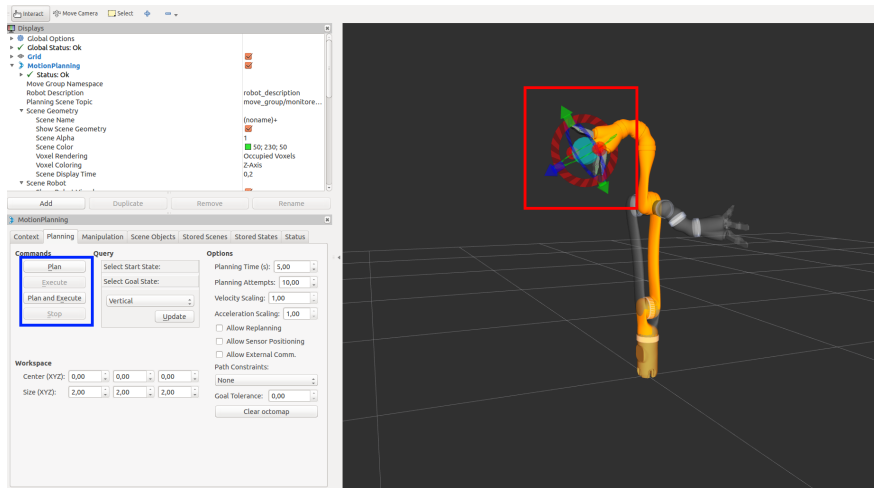 Interact Move Camera Select
Displays
Global Options
Global Status: Ok
Grid
MotionPlanning
Status: Ok
Move Group Namespace
Robot Description robot_description
Planning Scene Topic move_group/monitore...
Scene Geometry
Scene Name (noname)+
Show Scene Geometry
Scene Alpha 1
Scene Color 50; 230; 50
Voxel Rendering Occupied Voxels
Voxel Coloring Z-Axis
Scene Display Time 0,2
Scene Robot
Add Duplicate Remove Rename
MotionPlanning
Context Planning Manipulation Scene Objects Stored Scenes Stored States Status
Commands Query Options
Plan Select Start State: Planning Time (s): 5,00
Execute Select Goal State: Planning Attempts: 10,00
Plan and Execute Vertical Velocity Scaling: 1,00
Stop Update Acceleration Scaling: 1,00
Allow Replanning
Allow Sensor Positioning
Allow External Comm.
Workspace Path Constraints:
Center (XYZ): 0,00 0,00 0,00 None
Size (XYZ): 2,00 2,00 2,00 Goal Tolerance: 0,00
Clear octomap